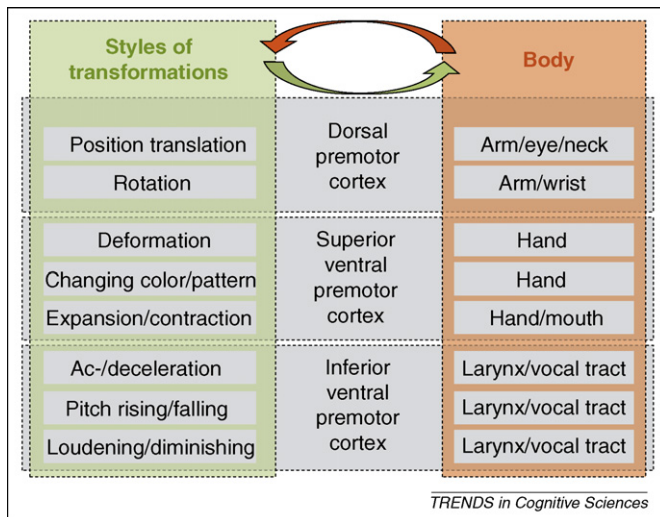 Styles of
transformations
Body
Position translation
Rotation
Dorsal
premotor
cortex
Arm/eye/neck
Arm/wrist
Deformation
Changing color/pattern
Expansion/contraction
Superior
ventral
premotor
cortex
Hand
Hand
Hand/mouth
Ac-/deceleration
Pitch rising/falling
Loudening/diminishing
Inferior
ventral
premotor
cortex
Larynx/vocal tract
Larynx/vocal tract
Larynx/vocal tract
TRENDS in Cognitive Sciences